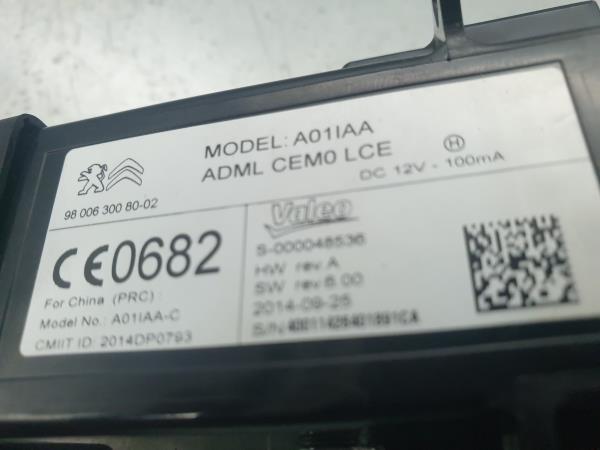 MODEL: A01IAA
ADML CEM0 LCE
DC 12V - 100mA
H
98 006 300 80-02
CE0682
For China (PRC) :
Model No.: A01IAA-C
CMIIT ID: 2014DP0793
Valeo
S-000048536
HW rev.A
SW rev.6.00
2014-09-25
S/N